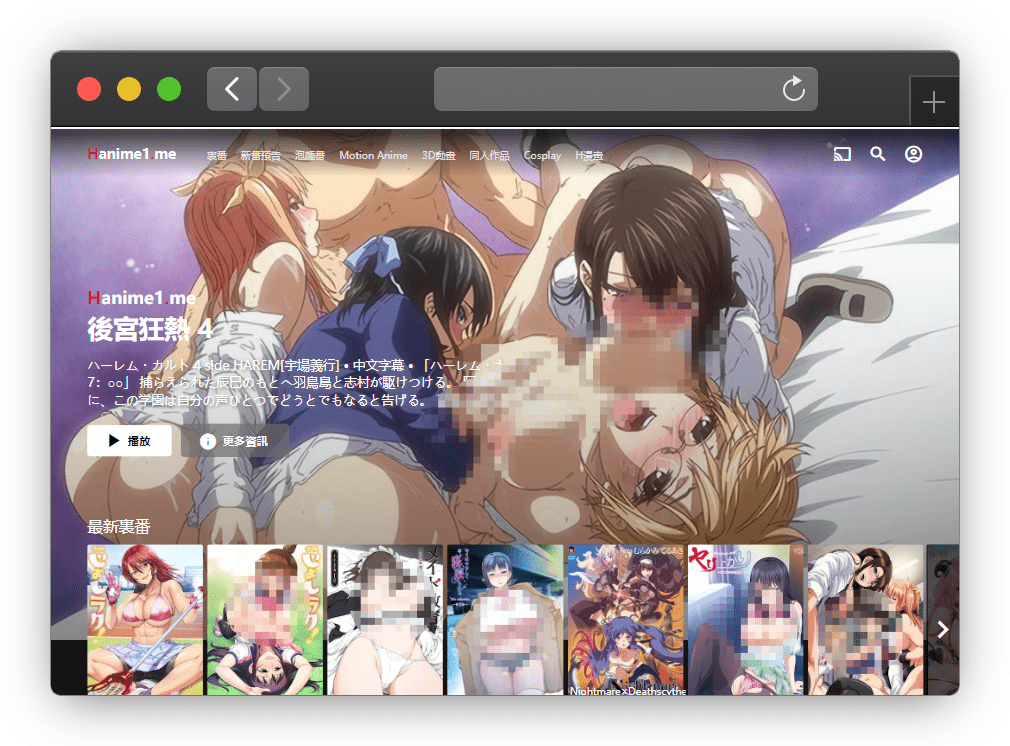 Hanime1.me
裏番 新番預告 泡麵番 Motion Anime 3D動畫 同人作品 Cosplay H漫畫
Hanime1.me
後宮狂熱 4
ハーレム・カルト 4 side HAREM[宇場義行] • 中文字幕 • 「ハーレム・
7：○○」 捕らえられた辰巳のもとへ羽鳥島と志村が駆けつける。
に、この学園は自分の声ひとつでどうとでもなると告げる。
播放
更多資訊
最新裏番
Nightmare×Deathscythe